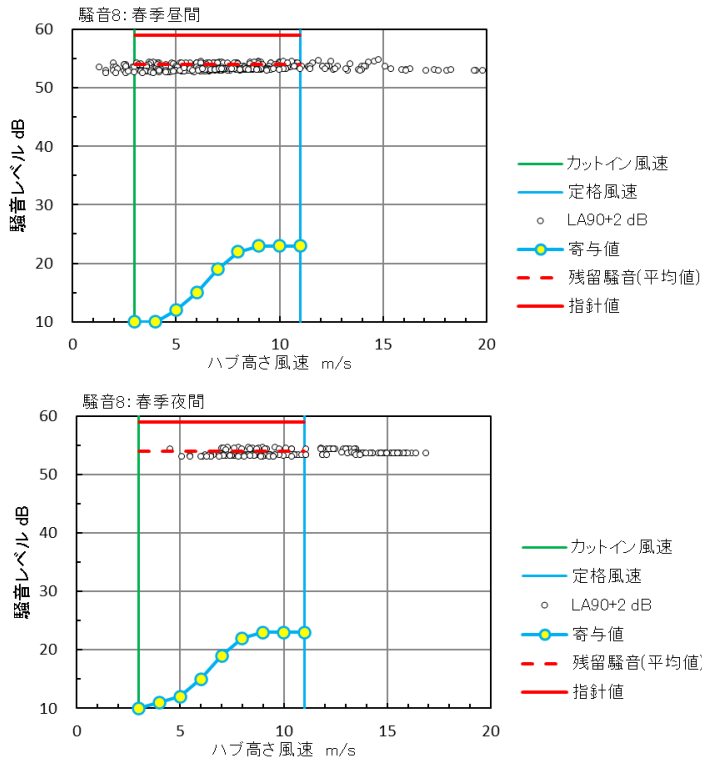 騒音8：春季昼間
60
50
40
30
20
10
騒音レベル dB
0
5
10
15
20
ハブ高さ風速 m/s
カットイン風速
定格風速
LA90+2 dB
寄与値
残留騒音(平均値)
指針値
騒音8：春季夜間
60
50
40
30
20
10
騒音レベル dB
0
5
10
15
20
ハブ高さ風速 m/s
カットイン風速
定格風速
LA90+2 dB
寄与値
残留騒音(平均値)
指針値